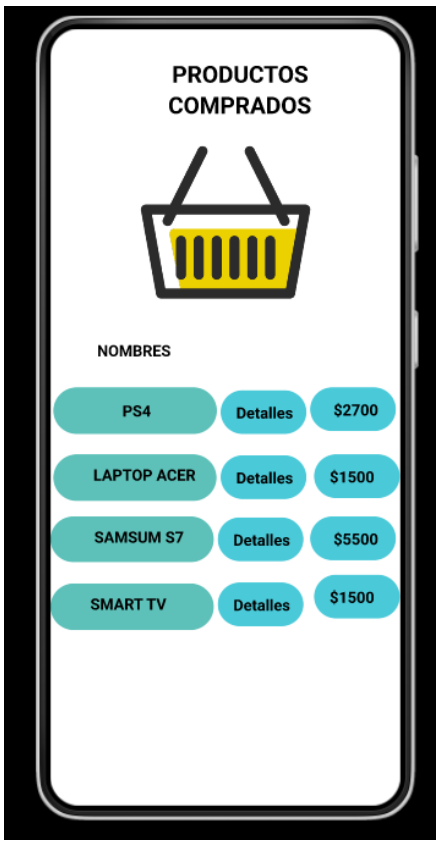 PRODUCTOS
COMPRADOS
NOMBRES
PS4 Detalles $2700
LAPTOP ACER Detalles $1500
SAMSUM S7 Detalles $5500
SMART TV Detalles $1500